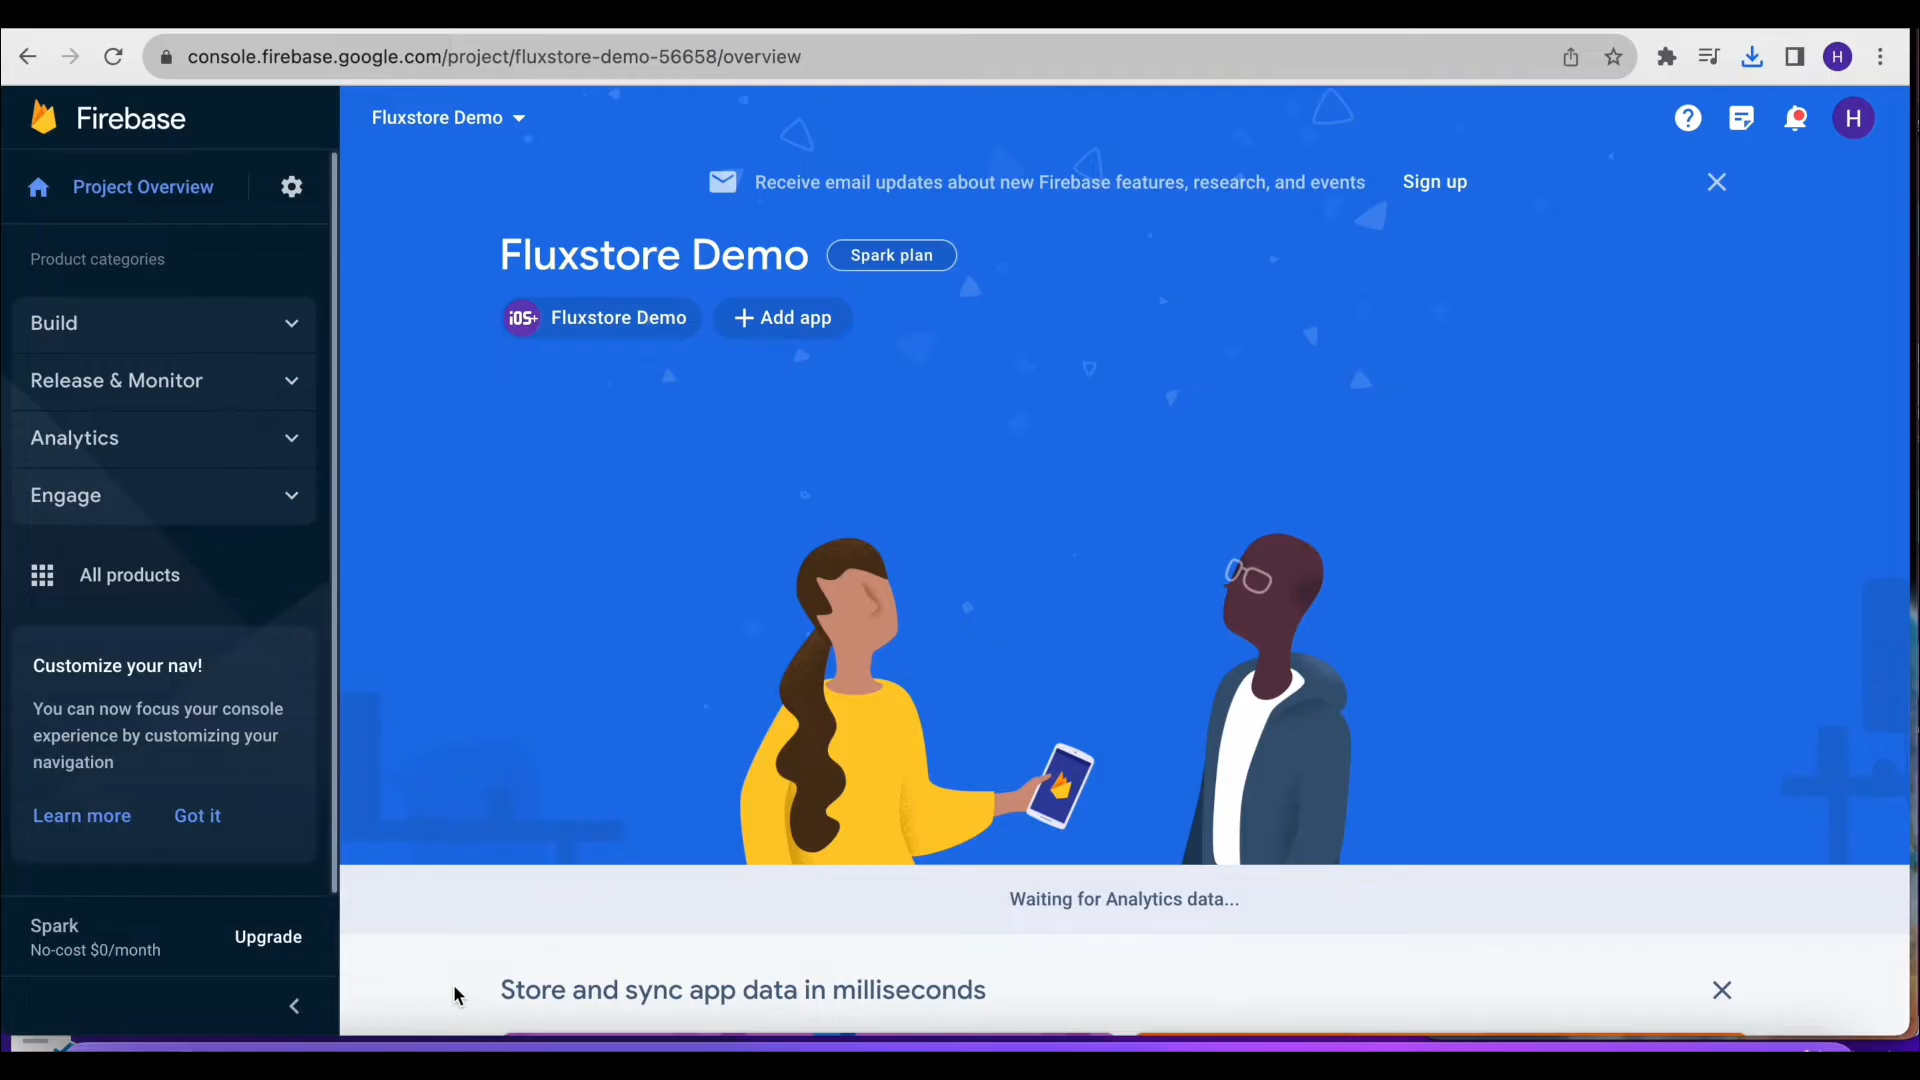 console.firebase.google.com/project/fluxstore-demo-56658/overview
H
Firebase
Fluxstore Demo
H
Project Overview
Receive email updates about new Firebase features, research, and events Sign up
Fluxstore Demo Spark plan
Product categories
iOS+ Fluxstore Demo Add app
Build
Release & Monitor
Analytics
Engage
All products
Customize your nav!
You can now focus your console
experience by customizing your
navigation
Learn more Got it
Waiting for Analytics data...
Spark
No-cost $0/month
Upgrade
Store and sync app data in milliseconds